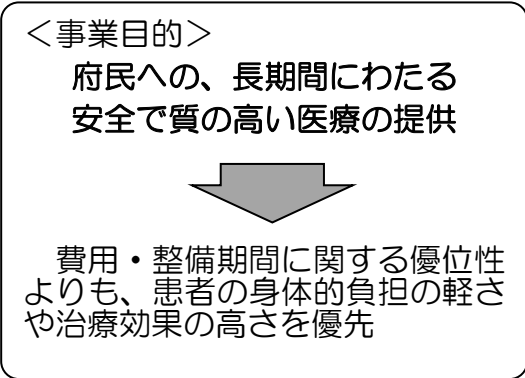 ＜事業目的＞
府民への、長期間にわたる
安全で質の高い医療の提供
費用・整備期間に関する優位性
よりも、患者の身体的負担の軽さ
や治療効果の高さを優先